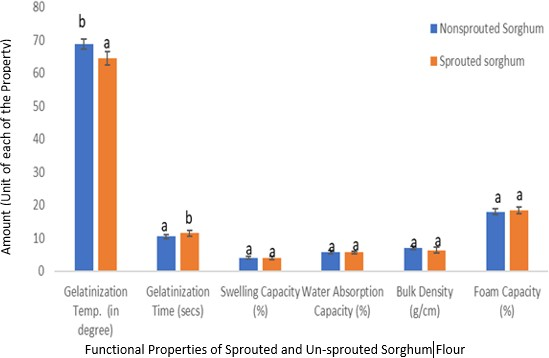 80
70
60
50
40
30
20
10
0
Amount (Unit of each of the Property)
Nonsprouted Sorghum
Sprouted sorghum
b a
a b
a a
a a
a a
a a
Gelatinization Temp. (in degree)
Gelatinization Time (secs)
Swelling Capacity (%)
Water Absorption Capacity (%)
Bulk Density (g/cm)
Foam Capacity (%)
Functional Properties of Sprouted and Un-sprouted Sorghum|Flour